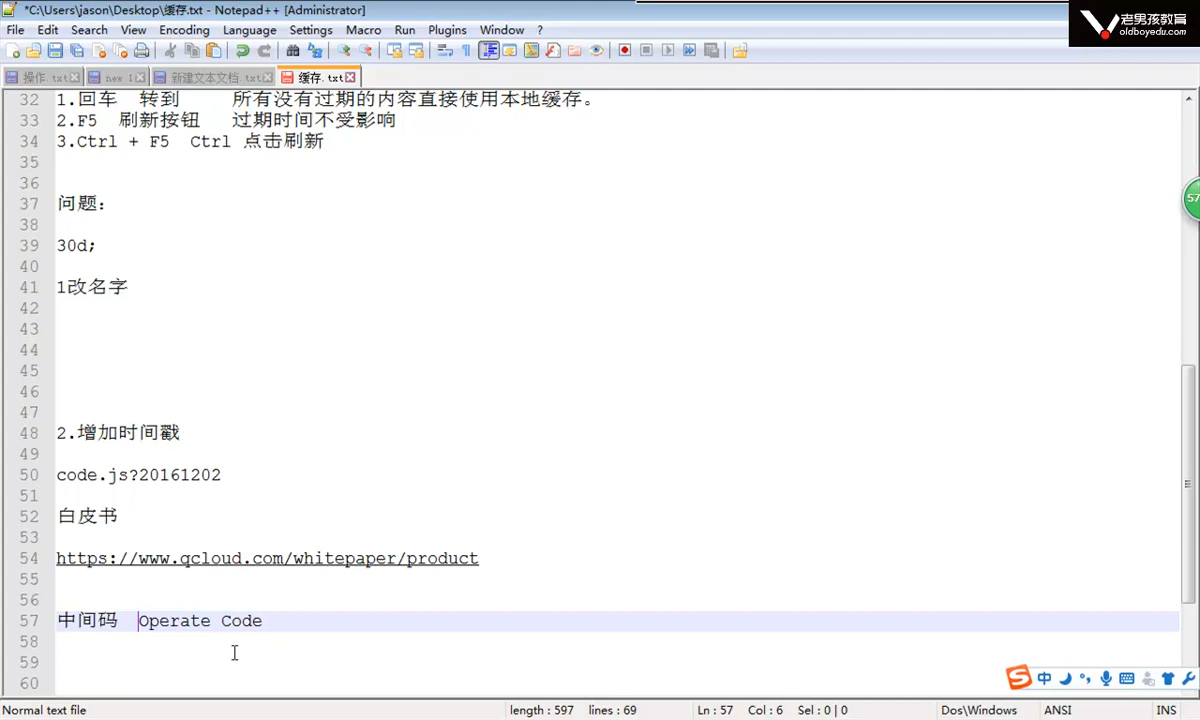 *C:\Users\jason\Desktop\缓存.txt - Notepad++ [Administrator]
File Edit Search View Encoding Language Settings Macro Run Plugins Window ?
老男孩教育
oldboyedu.com
操作.txt new 1 新建文本文档.txt 缓存.txt
32 1.回车 转到 所有没有过期的内容直接使用本地缓存。
33 2.F5 刷新按钮 过期时间不受影响
34 3.Ctrl + F5 Ctrl 点击刷新
35
36
37 问题：
38
39 30d;
40
41 1改名字
42
43
44
45
46
47
48 2.增加时间戳
49
50 code.js?20161202
51
52 白皮书
53
54 https://www.qcloud.com/whitepaper/product
55
56
57 中间码 Operate Code
58
59
60
57
中
Normal text file length : 597 lines : 69 Ln : 57 Col : 6 Sel : 0 | 0 Dos\Windows ANSI INS